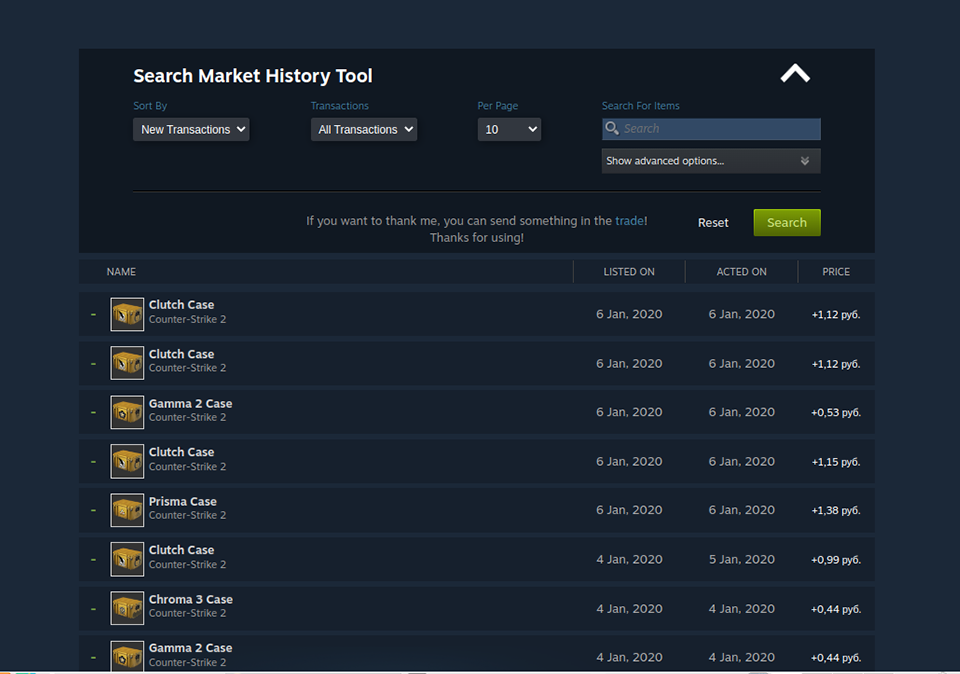 Search Market History Tool
Sort By Transactions Per Page Search For Items
New Transactions All Transactions 10 Search
Show advanced options...
If you want to thank me, you can send something in the trade!
Thanks for using!
Reset Search
NAME LISTED ON ACTED ON PRICE
- Clutch Case 6 Jan, 2020 6 Jan, 2020 +1,12 руб.
Counter-Strike 2
- Clutch Case 6 Jan, 2020 6 Jan, 2020 +1,12 руб.
Counter-Strike 2
- Gamma 2 Case 6 Jan, 2020 6 Jan, 2020 +0,53 руб.
Counter-Strike 2
- Clutch Case 6 Jan, 2020 6 Jan, 2020 +1,15 руб.
Counter-Strike 2
- Prisma Case 6 Jan, 2020 6 Jan, 2020 +1,38 руб.
Counter-Strike 2
- Clutch Case 4 Jan, 2020 5 Jan, 2020 +0,99 руб.
Counter-Strike 2
- Chroma 3 Case 4 Jan, 2020 4 Jan, 2020 +0,44 руб.
Counter-Strike 2
- Gamma 2 Case 4 Jan, 2020 4 Jan, 2020 +0,44 руб.
Counter-Strike 2